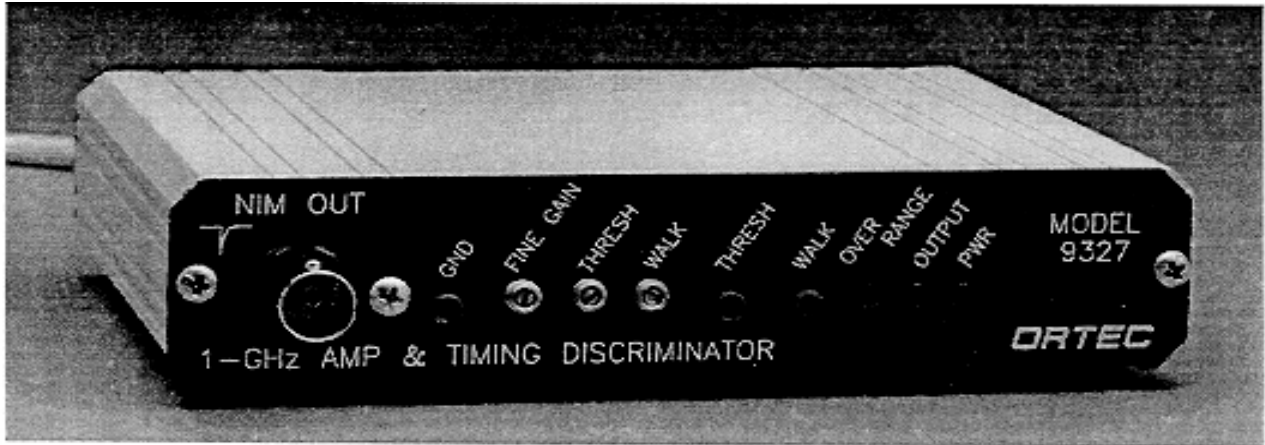 NIM OUT
GND
FINE GAIN
THRESH
WALK
THRESH
WALK
OVER
RANGE
OUTPUT
PWR
MODEL
9327
1-GHz AMP & TIMING DISCRIMINATOR
ORTEC